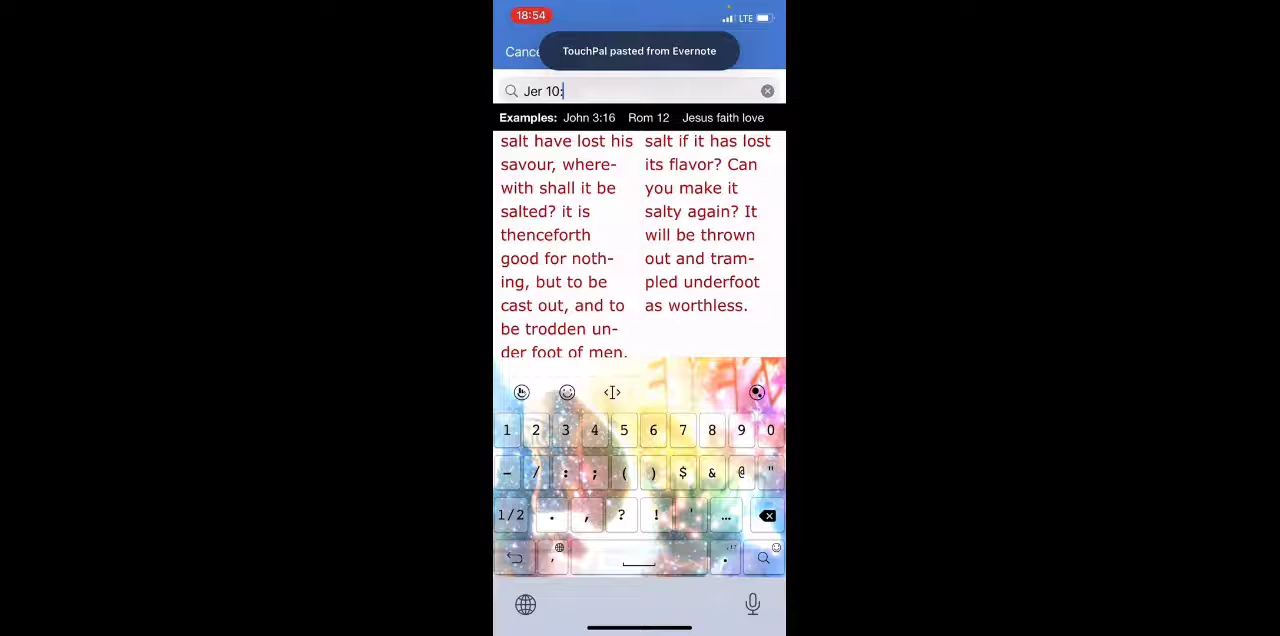 18:54
LTE
TouchPal pasted from Evernote
Jer 10:
Examples: John 3:16 Rom 12 Jesus faith love
salt have lost his
savour, where-
with shall it be
salted? it is
thenceforth
good for noth-
ing, but to be
cast out, and to
be trodden un-
der foot of men.
salt if it has lost
its flavor? Can
you make it
salty again? It
will be thrown
out and tram-
pled underfoot
as worthless.
1 2 3 4 5 6 7 8 9 0
- / : ; ( ) $ & @ "
1/2 . , ? ! ' ...
, .